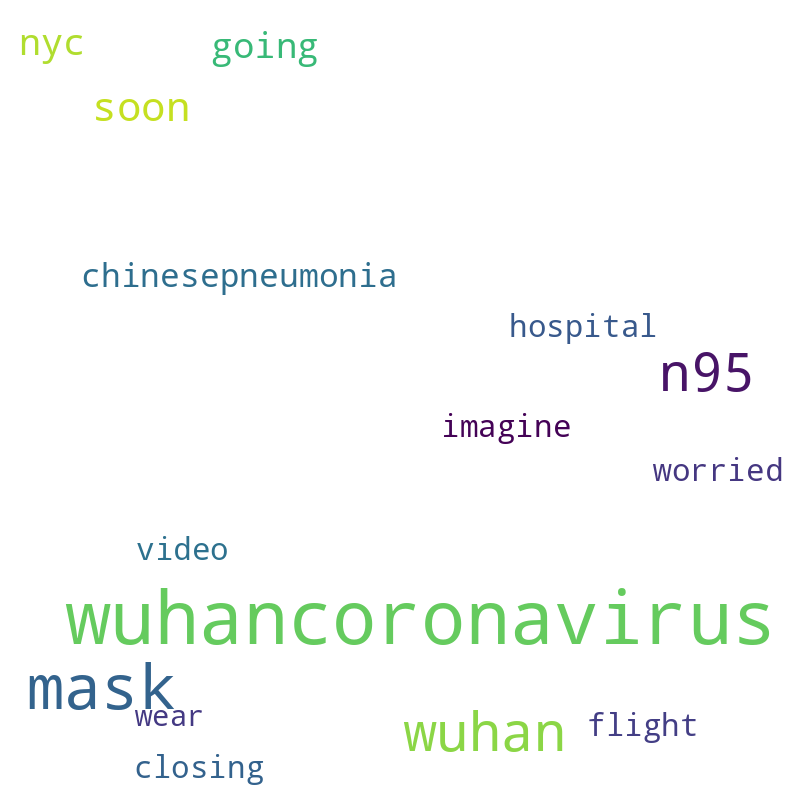 nyc going
soon
chinesepneumonia
hospital
n95
imagine
worried
video
wuhancoronavirus
mask
wear
wuhan flight
closing